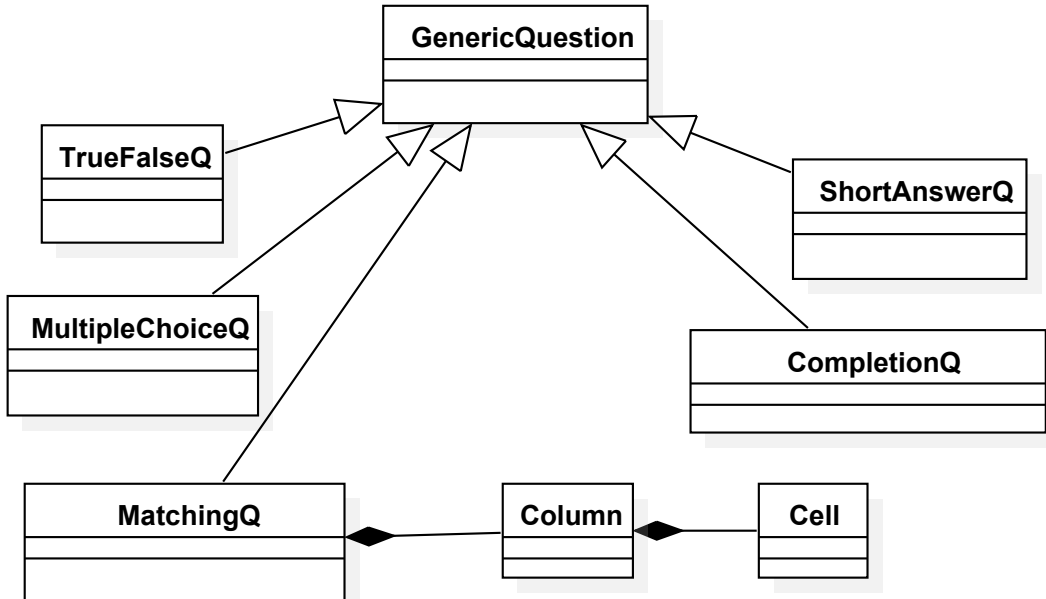 GenericQuestion
TrueFalseQ
ShortAnswerQ
MultipleChoiceQ
CompletionQ
MatchingQ
Column
Cell